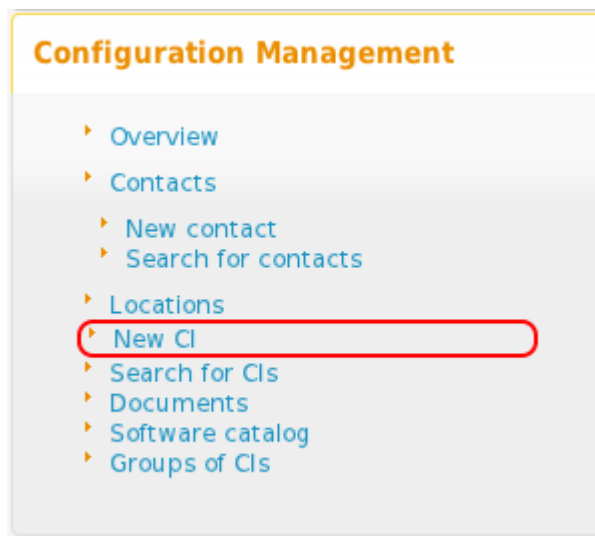 Configuration Management
Overview
Contacts
New contact
Search for contacts
Locations
New CI
Search for CIs
Documents
Software catalog
Groups of CIs